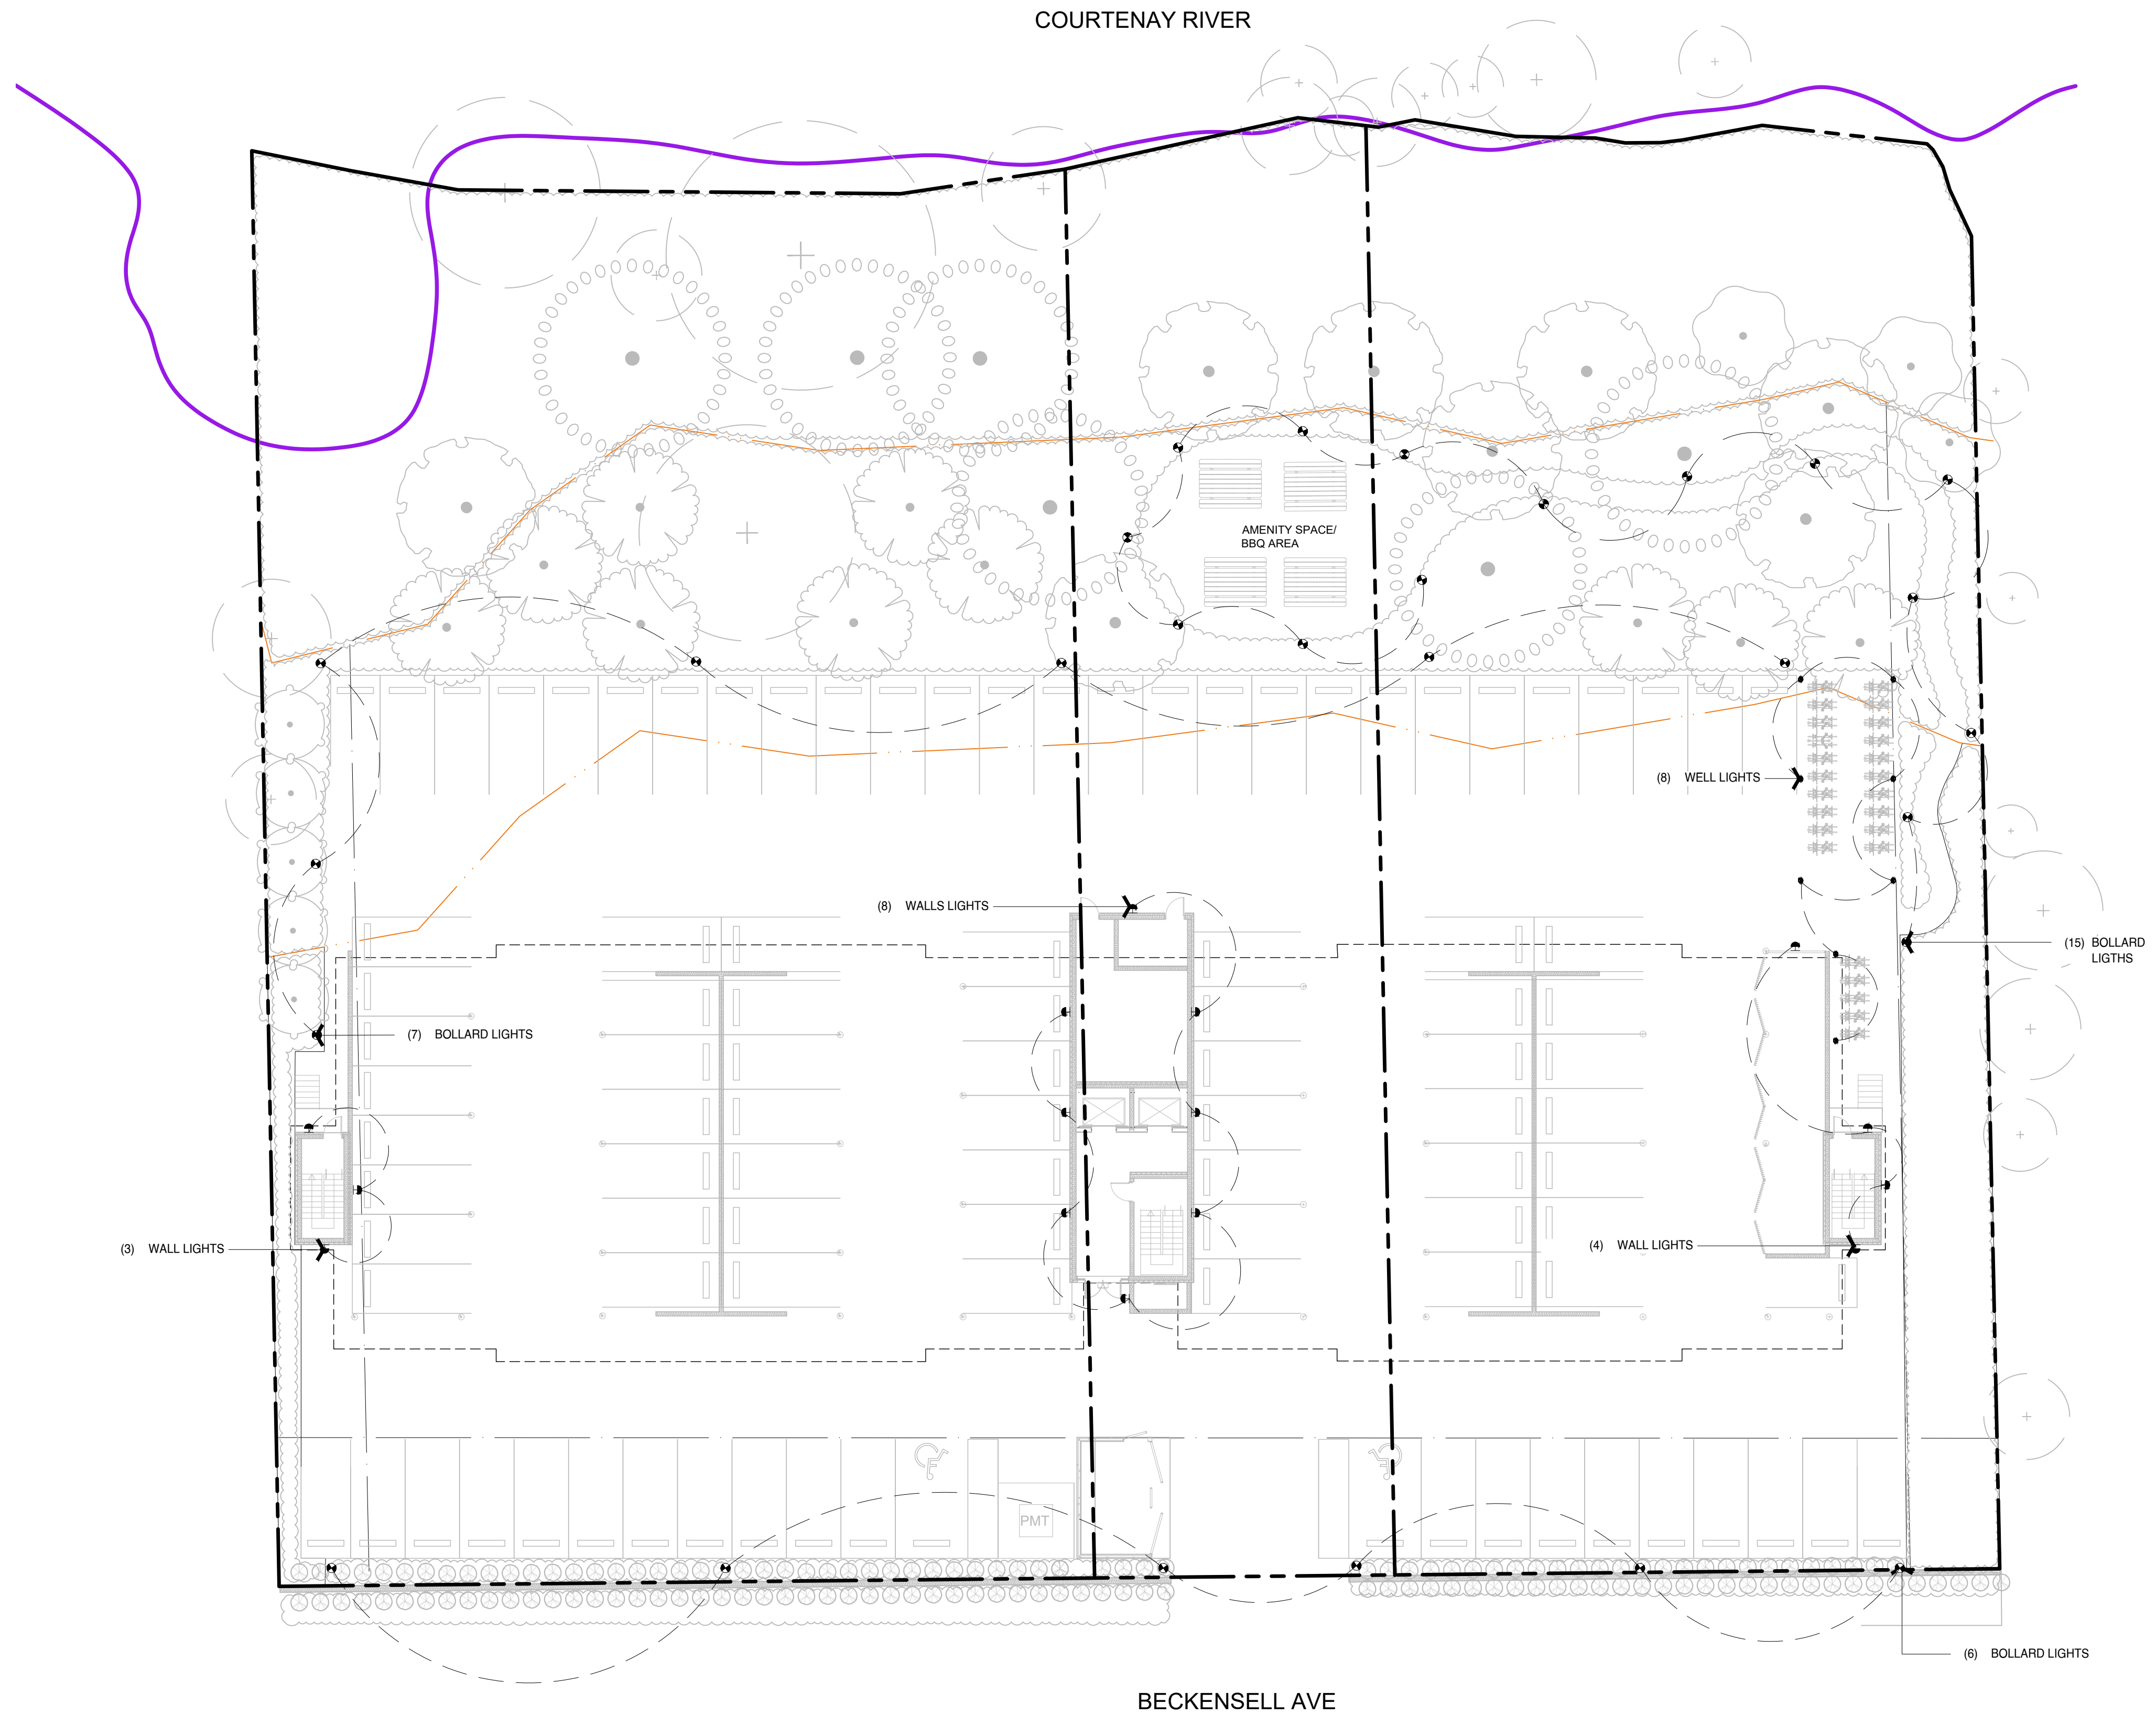 COURTENAY RIVER
AMENITY SPACE/
BBQ AREA
(8) WELL LIGHTS
(8) WALLS LIGHTS
(15) BOLLARD
LIGTHS
(7) BOLLARD LIGHTS
(3) WALL LIGHTS
(4) WALL LIGHTS
PMT
(6) BOLLARD LIGHTS
BECKENSELL AVE